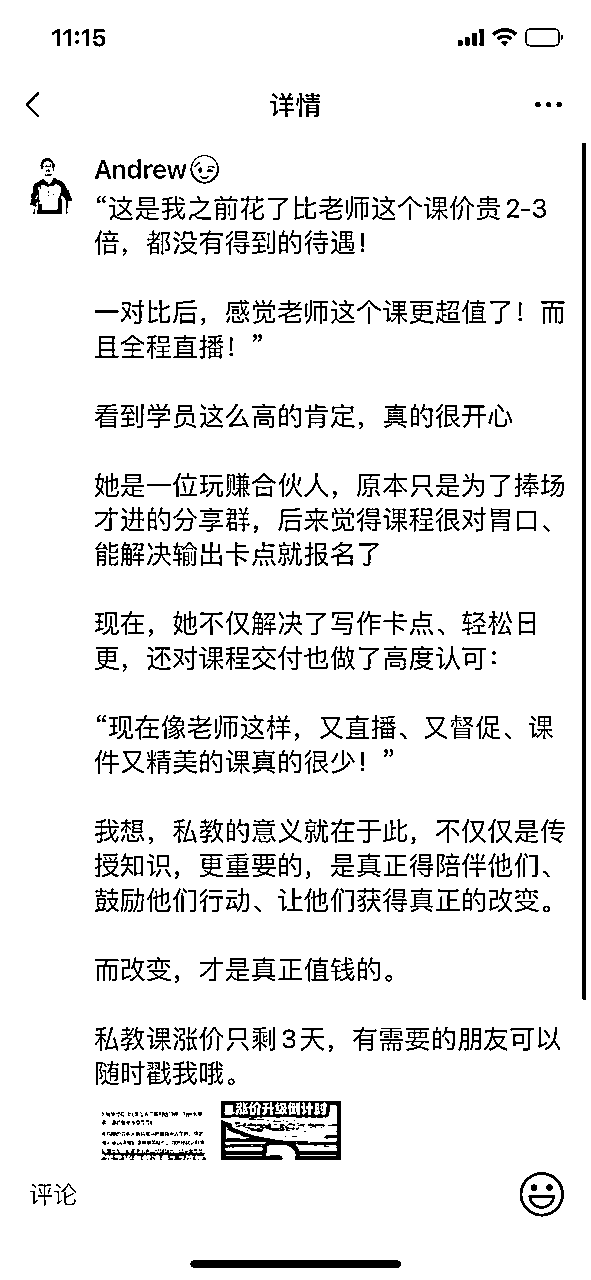 11:15
详情
Andrew
“这是我之前花了比老师这个课价贵2-3
倍，都没有得到的待遇！
一对比后，感觉老师这个课更超值了！而
且全程直播！”
看到学员这么高的肯定，真的很开心
她是一位玩赚合伙人，原本只是为了捧场
才进的分享群，后来觉得课程很对胃口、
能解决输出卡点就报名了
现在，她不仅解决了写作卡点、轻松日
更，还对课程交付也做了高度认可：
“现在像老师这样，又直播、又督促、课
件又精美的课真的很少！”
我想，私教的意义就在于此，不仅仅是传
授知识，更重要的，是真正得陪伴他们、
鼓励他们行动、让他们获得真正的改变。
而改变，才是真正值钱的。
私教课涨价只剩3天，有需要的朋友可以
随时戳我哦。
涨价升级倒计时
评论